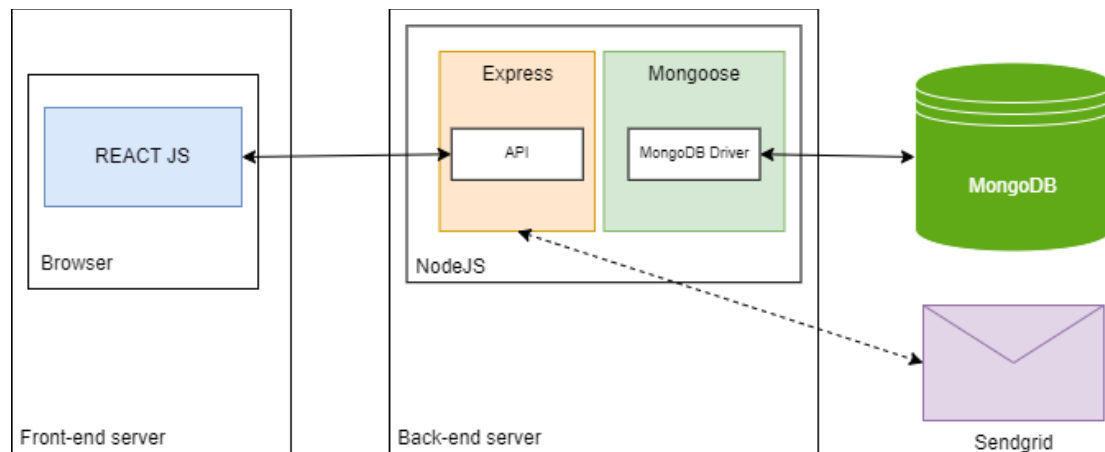 Express
Mongoose
REACT JS
API
MongoDB Driver
MongoDB
Browser
NodeJS
Front-end server
Back-end server
Sendgrid